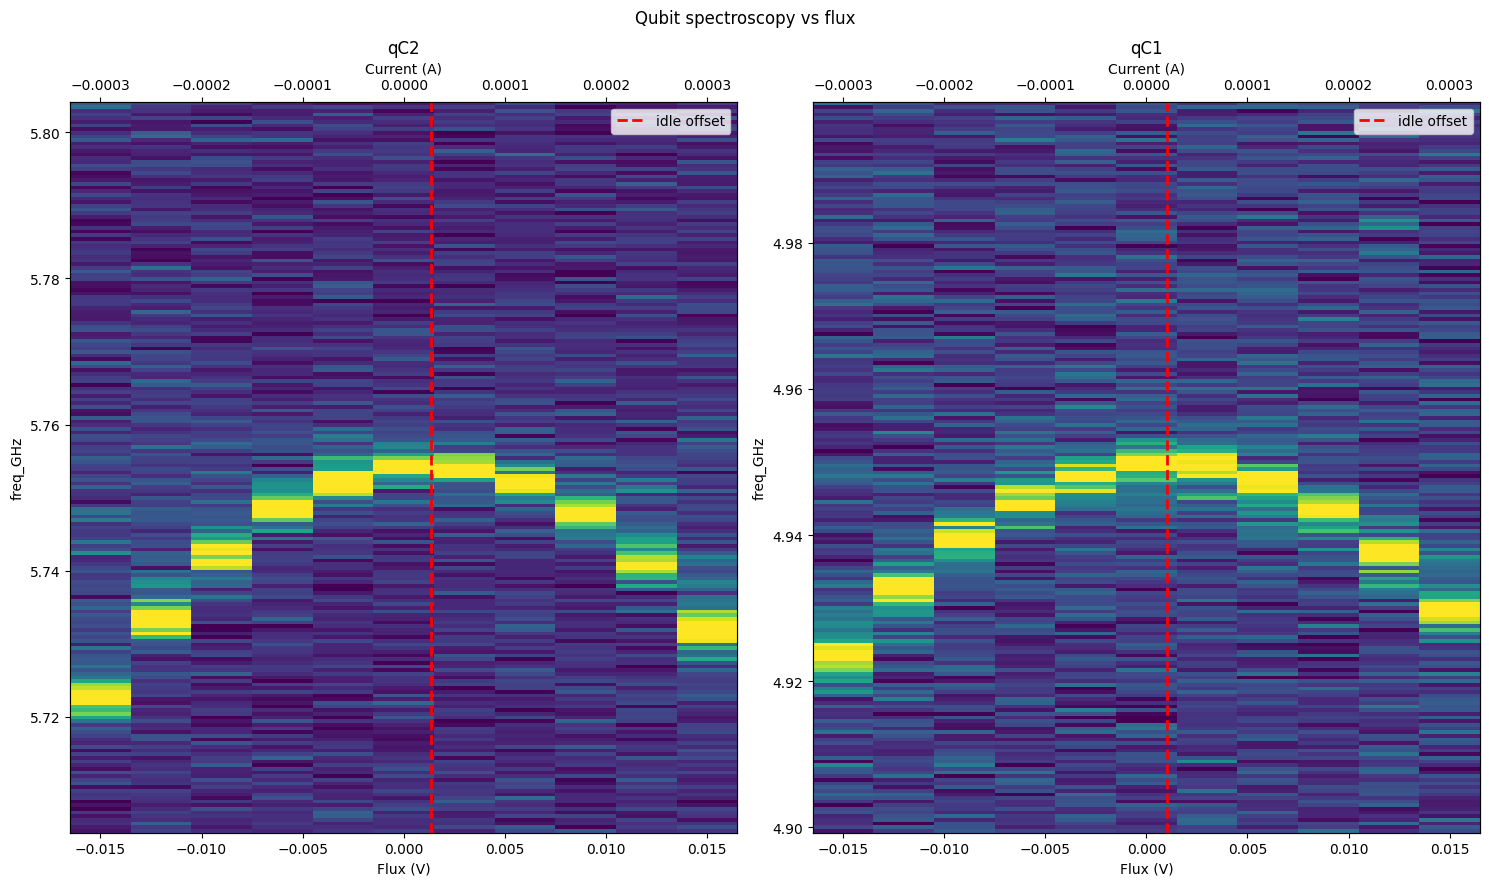 Qubit spectroscopy vs flux
qC2
Current (A)
−0.0003 −0.0002 −0.0001 0.0000 0.0001 0.0002 0.0003
idle offset
freq_GHz
5.80
5.78
5.76
5.74
5.72
−0.015 −0.010 −0.005 0.000 0.005 0.010 0.015
Flux (V)
qC1
Current (A)
−0.0003 −0.0002 −0.0001 0.0000 0.0001 0.0002 0.0003
idle offset
freq_GHz
4.98
4.96
4.94
4.92
4.90
−0.015 −0.010 −0.005 0.000 0.005 0.010 0.015
Flux (V)